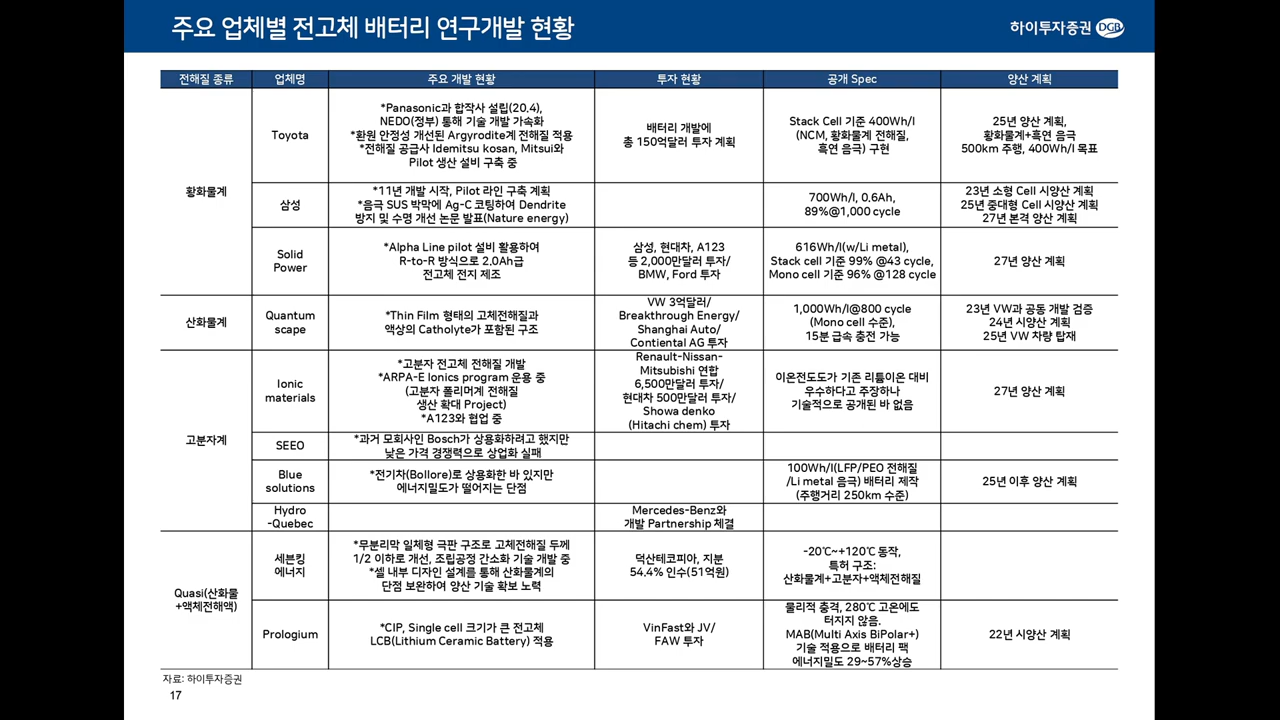 주요 업체별 전고체 배터리 연구개발 현황
하이투자증권 DGB
전해질 종류 업체명 주요 개발 현황 투자 현황 공개 Spec 양산 계획
황화물계
Toyota
*Panasonic과 합작사 설립(20.4),
NEDO(정부) 통해 기술 개발 가속화
*환원 안정성 개선된 Argyrodite계 전해질 적용
*전해질 공급사 Idemitsu kosan, Mitsui와
Pilot 생산 설비 구축 중
배터리 개발에
총 150억달러 투자 계획
Stack Cell 기준 400Wh/l
(NCM, 황화물 전해질,
흑연 음극) 구현
25년 양산 계획,
황화물계+흑연 음극
500km 주행, 400Wh/l 목표
삼성
*11년 개발 시작, Pilot 라인 구축 계획
*음극 SUS 박막에 Ag-C 코팅하여 Dendrite
방지 및 수명 개선 논문 발표(Nature energy)
700Wh/l, 0.6Ah,
89%@1,000 cycle
23년 소형 Cell 시양산 계획
25년 중대형 Cell 시양산 계획
27년 본격 양산 계획
Solid
Power
*Alpha Line pilot 설비 활용하여
R-to-R 방식으로 2.0Ah급
전고체 전지 제조
삼성, 현대차, A123
등 2,000만달러 투자/
BMW, Ford 투자
616Wh/l(w/Li metal),
Stack cell 기준 99% @43 cycle,
Mono cell 기준 96% @128 cycle
27년 양산 계획
산화물계
Quantum
scape
*Thin Film 형태의 고체전해질과
액상의 Catholyte가 포함된 구조
VW 3억달러/
Breakthrough Energy/
Shanghai Auto/
Contiental AG 투자
1,000Wh/l@800 cycle
(Mono cell 수준),
15분 급속 충전 가능
23년 VW과 공동 개발 검증
24년 시양산 계획
25년 VW 차량 탑재
고분자계
Ionic
materials
*고분자 전고체 전해질 개발
*ARPA-E Ionics program 운용 중
(고분자 폴리머계 전해질
생산 확대 Project)
*A123와 협업 중
Renault-Nissan-
Mitsubishi 연합
6,500만달러 투자/
현대차 500만달러 투자/
Showa denko
(Hitachi chem) 투자
이온전도도가 기존 리튬이온 대비
우수하다고 주장하나
기술적으로 공개된 바 없음
27년 양산 계획
SEEO
*과거 모회사인 Bosch가 상용화하려고 했지만
낮은 가격 경쟁력으로 상업화 실패
Blue
solutions
*전기차(Bollore)로 상용화한 바 있지만
에너지밀도가 떨어지는 단점
100Wh/l(LFP/PEO 전해질
/Li metal 음극) 배터리 제작
(주행거리 250km 수준)
25년 이후 양산 계획
Hydro
-Quebec
Mercedes-Benz와
개발 Partnership 체결
Quasi(산화물
+액체전해액)
세븐킹
에너지
*무분리막 일체형 극판 구조로 고체전해질 두께
1/2 이하로 개선, 조립공정 간소화 기술 개발 중
*셀 내부 디자인 설계를 통해 산화물계의
단점 보완하여 양산 기술 확보 노력
덕산테코피아, 지분
54.4% 인수(51억원)
-20℃~+120℃ 동작,
특허 구조:
산화물계+고분자+액체전해질
Prologium
*CIP, Single cell 크기가 큰 전고체
LCB(Lithium Ceramic Battery) 적용
VinFast와 JV/
FAW 투자
물리적 충격, 280℃ 고온에도
터지지 않음.
MAB(Multi Axis BiPolar+)
기술 적용으로 배터리 팩
에너지밀도 29~57%상승
22년 시양산 계획
자료: 하이투자증권
17